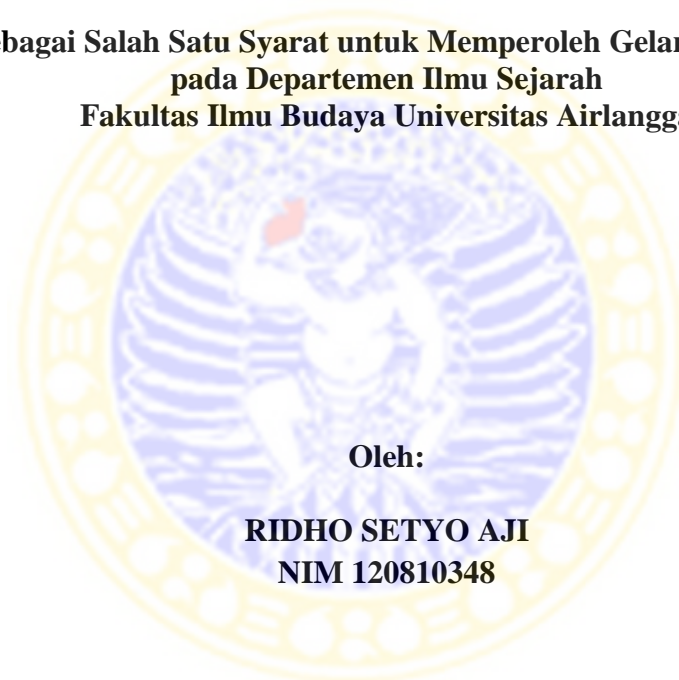 ebagai Salah Satu Syarat untuk Memperoleh Gelar
pada Departemen Ilmu Sejarah
Fakultas Ilmu Budaya Universitas Airlangga
Oleh:
RIDHO SETYO AJI
NIM 120810348